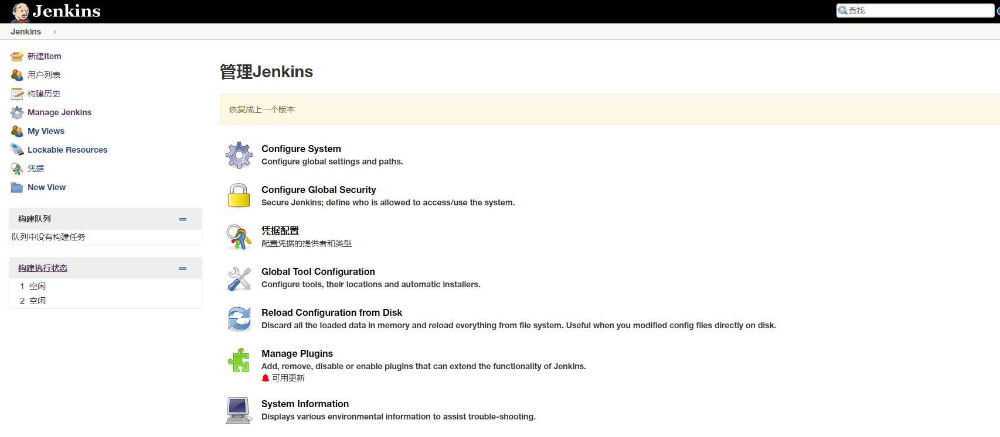 Jenkins
查找
Jenkins
新建Item
用户列表
构建历史
Manage Jenkins
My Views
Lockable Resources
凭据
New View
构建队列
队列中没有构建任务
构建执行状态
1 空闲
2 空闲
管理Jenkins
恢复成上一个版本
Configure System
Configure global settings and paths.
Configure Global Security
Secure Jenkins; define who is allowed to access/use the system.
凭据配置
配置凭据的提供者和类型
Global Tool Configuration
Configure tools, their locations and automatic installers.
Reload Configuration from Disk
Discard all the loaded data in memory and reload everything from file system. Useful when you modified config files directly on disk.
Manage Plugins
Add, remove, disable or enable plugins that can extend the functionality of Jenkins.
可用更新
System Information
Displays various environmental information to assist trouble-shooting.